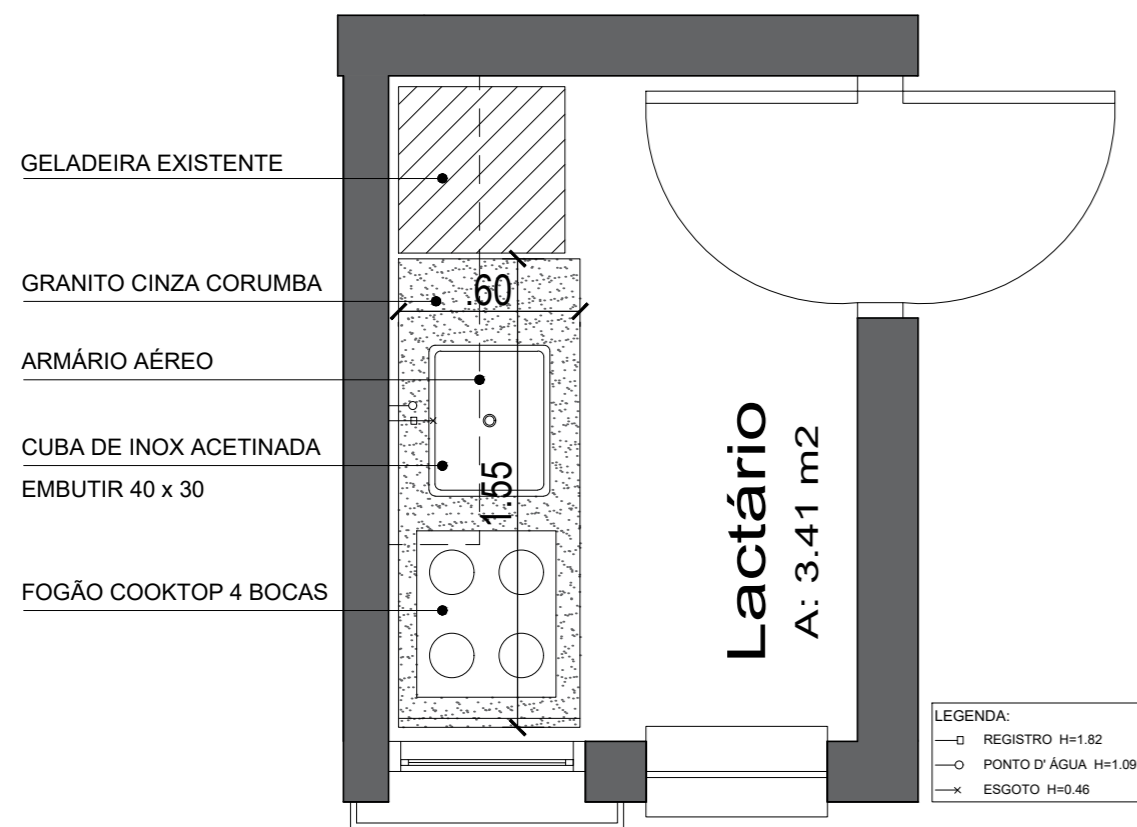 GELADEIRA EXISTENTE
GRANITO CINZA CORUMBA
.60
ARMÁRIO AÉREO
CUBA DE INOX ACETINADA
EMBUTIR 40 x 30
1.55
FOGÃO COOKTOP 4 BOCAS
Lactário
A: 3.41 m2
LEGENDA:
REGISTRO H=1.82
PONTO D' ÁGUA H=1.09
ESGOTO H=0.46